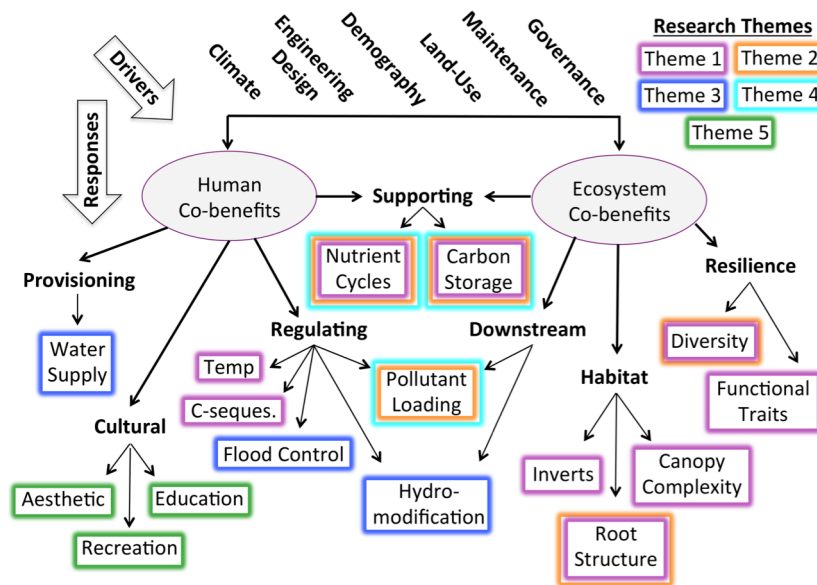 Drivers
Responses
Climate
Engineering
Design
Demography
Land-Use
Maintenance
Governance
Research Themes
Theme 1
Theme 2
Theme 3
Theme 4
Theme 5
Human
Co-benefits
Supporting
Ecosystem
Co-benefits
Nutrient
Cycles
Carbon
Storage
Provisioning
Resilience
Water
Supply
Regulating
Downstream
Diversity
Temp
Pollutant
Loading
Habitat
Functional
Traits
C-seques.
Cultural
Flood Control
Inverts
Canopy
Complexity
Aesthetic
Education
Hydro-
modification
Recreation
Root
Structure